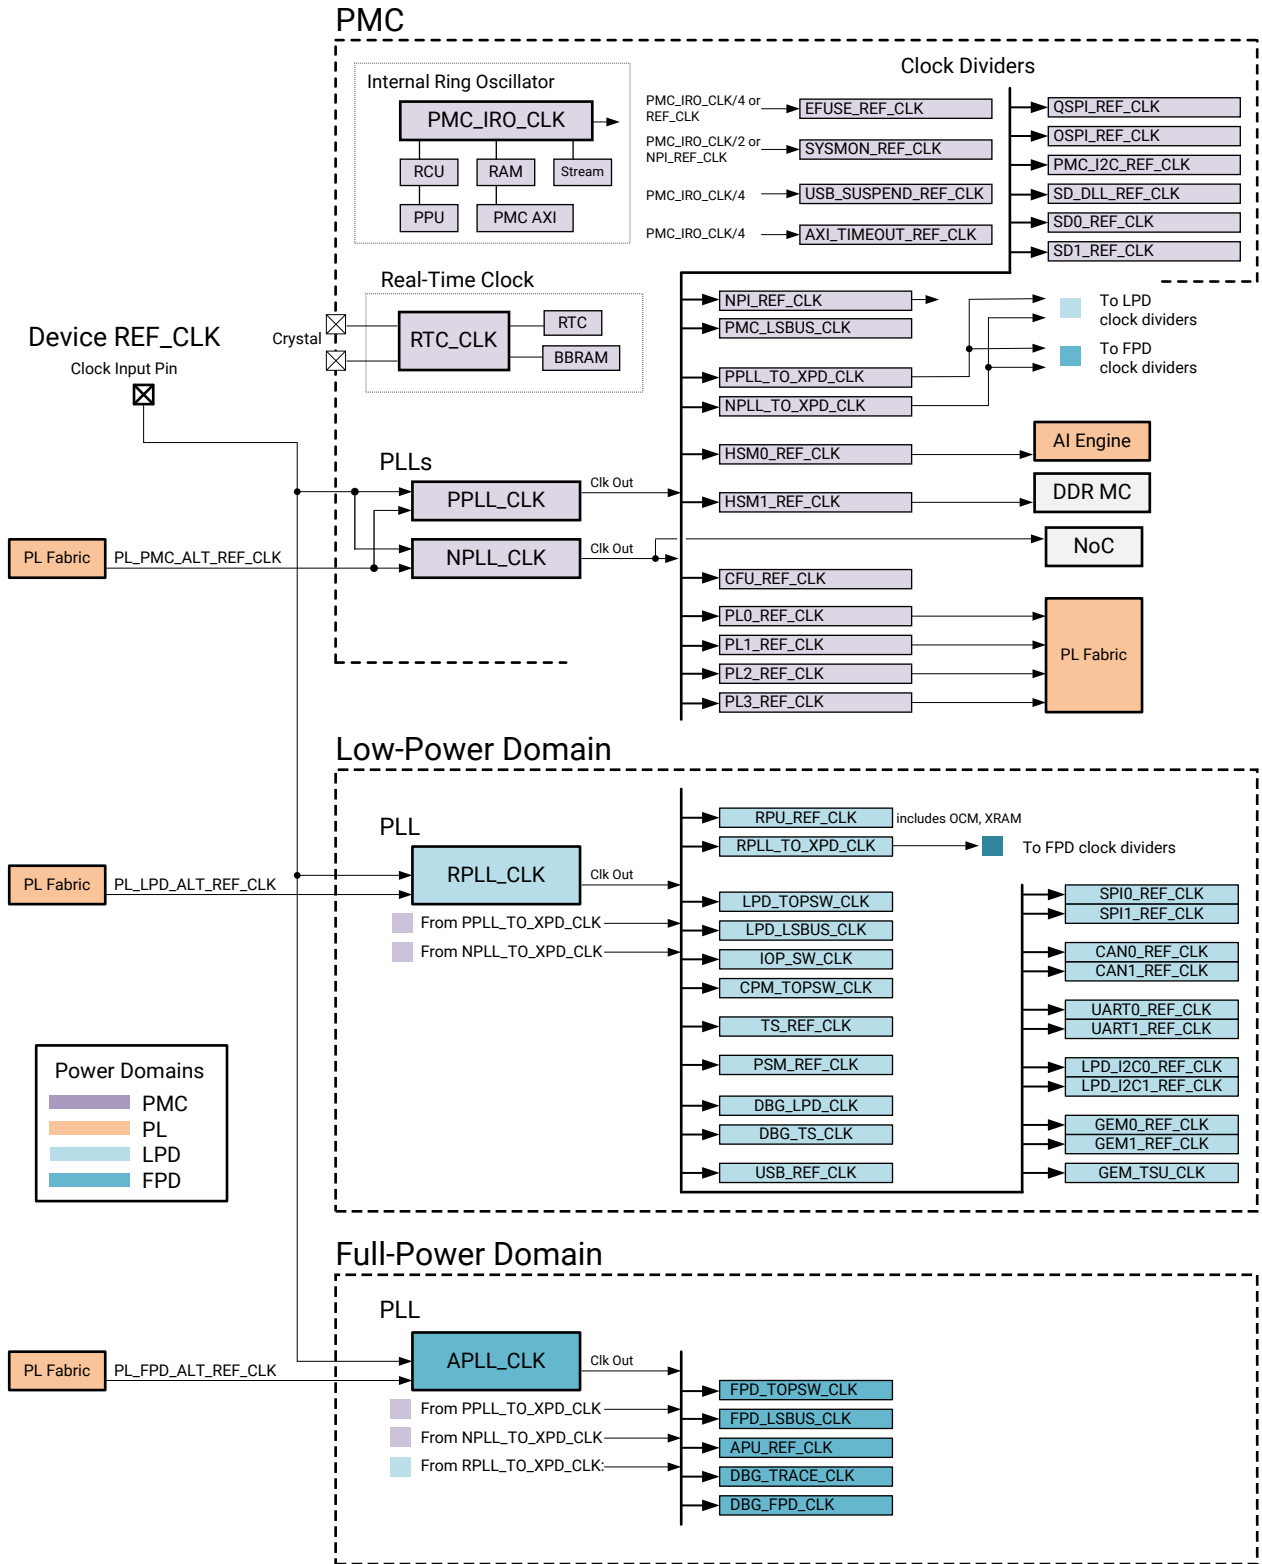 PMC
Internal Ring Oscillator
PMC_IRO_CLK
RCU
RAM
Stream
PPU
PMC AXI
Clock Dividers
PMC_IRO_CLK/4 or
REF_CLK
EFUSE_REF_CLK
PMC_IRO_CLK/2 or
NPI_REF_CLK
SYSMON_REF_CLK
PMC_IRO_CLK/4
USB_SUSPEND_REF_CLK
PMC_IRO_CLK/4
AXI_TIMEOUT_REF_CLK
QSPI_REF_CLK
OSPI_REF_CLK
PMC_I2C_REF_CLK
SD_DLL_REF_CLK
SD0_REF_CLK
SD1_REF_CLK
Real-Time Clock
Crystal
RTC_CLK
RTC
BBRAM
Device REF_CLK
Clock Input Pin
NPI_REF_CLK
PMC_LSBUS_CLK
PPLL_TO_XPD_CLK
NPLL_TO_XPD_CLK
To LPD
clock dividers
To FPD
clock dividers
HSM0_REF_CLK
AI Engine
HSM1_REF_CLK
DDR MC
NoC
PLLs
PPLL_CLK
Clk Out
NPLL_CLK
Clk Out
PL Fabric
PL_PMC_ALT_REF_CLK
CFU_REF_CLK
PL0_REF_CLK
PL1_REF_CLK
PL2_REF_CLK
PL3_REF_CLK
PL Fabric
Low-Power Domain
PLL
RPLL_CLK
Clk Out
PL Fabric
PL_LPD_ALT_REF_CLK
From PPLL_TO_XPD_CLK
From NPLL_TO_XPD_CLK
RPU_REF_CLK
includes OCM, XRAM
RPLL_TO_XPD_CLK
To FPD clock dividers
LPD_TOPSW_CLK
LPD_LSBUS_CLK
IOP_SW_CLK
CPM_TOPSW_CLK
TS_REF_CLK
PSM_REF_CLK
DBG_LPD_CLK
DBG_TS_CLK
USB_REF_CLK
SPI0_REF_CLK
SPI1_REF_CLK
CAN0_REF_CLK
CAN1_REF_CLK
UART0_REF_CLK
UART1_REF_CLK
LPD_I2C0_REF_CLK
LPD_I2C1_REF_CLK
GEM0_REF_CLK
GEM1_REF_CLK
GEM_TSU_CLK
Power Domains
PMC
PL
LPD
FPD
Full-Power Domain
PLL
APLL_CLK
Clk Out
PL Fabric
PL_FPD_ALT_REF_CLK
From PPLL_TO_XPD_CLK
From NPLL_TO_XPD_CLK
From RPLL_TO_XPD_CLK:
FPD_TOPSW_CLK
FPD_LSBUS_CLK
APU_REF_CLK
DBG_TRACE_CLK
DBG_FPD_CLK